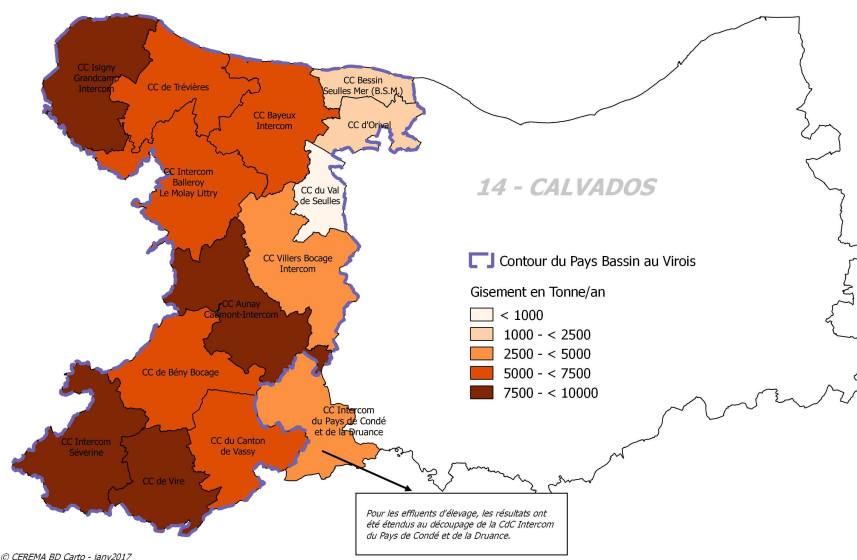 CC Isigny
Grandcamp
Intercom
CC de Trévières
CC Bayeux
Intercom
CC Bessin
Seulles Mer (B.S.M.)
CC d'Orival
CC Intercom
Balleroy
Le Molay Littry
CC du Val
de Seulles
14 - CALVADOS
CC Villers Bocage
Intercom
Contour du Pays Bassin au Virois
Gisement en Tonne/an
< 1000
1000 - < 2500
2500 - < 5000
5000 - < 7500
7500 - < 10000
CC Aunay
Caumont-Intercom
CC de Bény Bocage
CC Intercom
du Pays de Condé
et de la Druance
CC Intercom
Séverine
CC du Canton
de Vassy
CC de Vire
Pour les effluents d'élevage, les résultats ont
été étendus au découpage de la CdC Intercom
du Pays de Condé et de la Druance.
© CEREMA BD Carto - janv2017